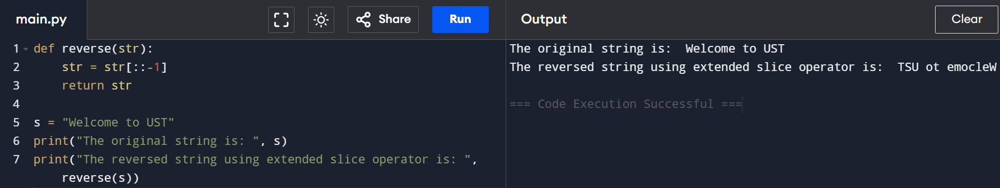 main.py
Share
Run
Output
Clear
1 def reverse(str):
2     str = str[::-1]
3     return str
4
5 s = "Welcome to UST"
6 print("The original string is: ", s)
7 print("The reversed string using extended slice operator is: ",
    reverse(s))
The original string is:  Welcome to UST
The reversed string using extended slice operator is:  TSU ot emocleW
=== Code Execution Successful ===